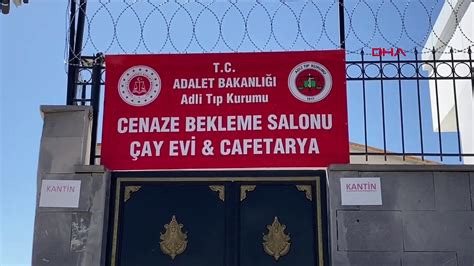 DHA
T.C.
ADALET BAKANLIĞI
Adli Tıp Kurumu
CENAZE BEKLEME SALONU
ÇAY EVİ & CAFETARYA
KANTİN
KANTİN